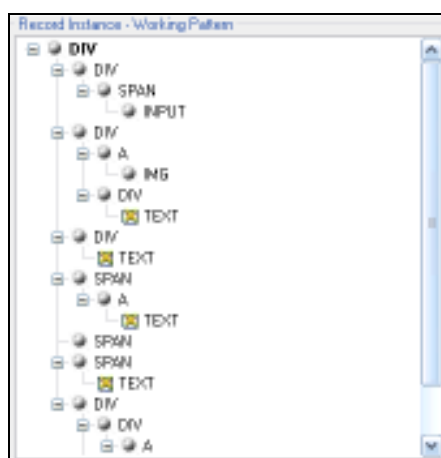 Record Instance - Working Pattern
DIV
DIV
SPAN
INPUT
DIV
A
IMG
DIV
TEXT
DIV
TEXT
SPAN
A
TEXT
SPAN
SPAN
TEXT
DIV
DIV
A